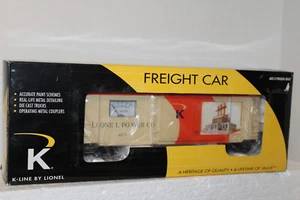 FREIGHT CAR
• ACCURATE PAINT SCHEMES
• REAL LIFE METAL DETAILING
• DIE CAST TRUCKS
• OPERATING METAL COUPLERS
LIONEL POWER CO.
K
K
K-LINE BY LIONEL
A HERITAGE OF QUALITY • A LIFETIME OF VALUE™